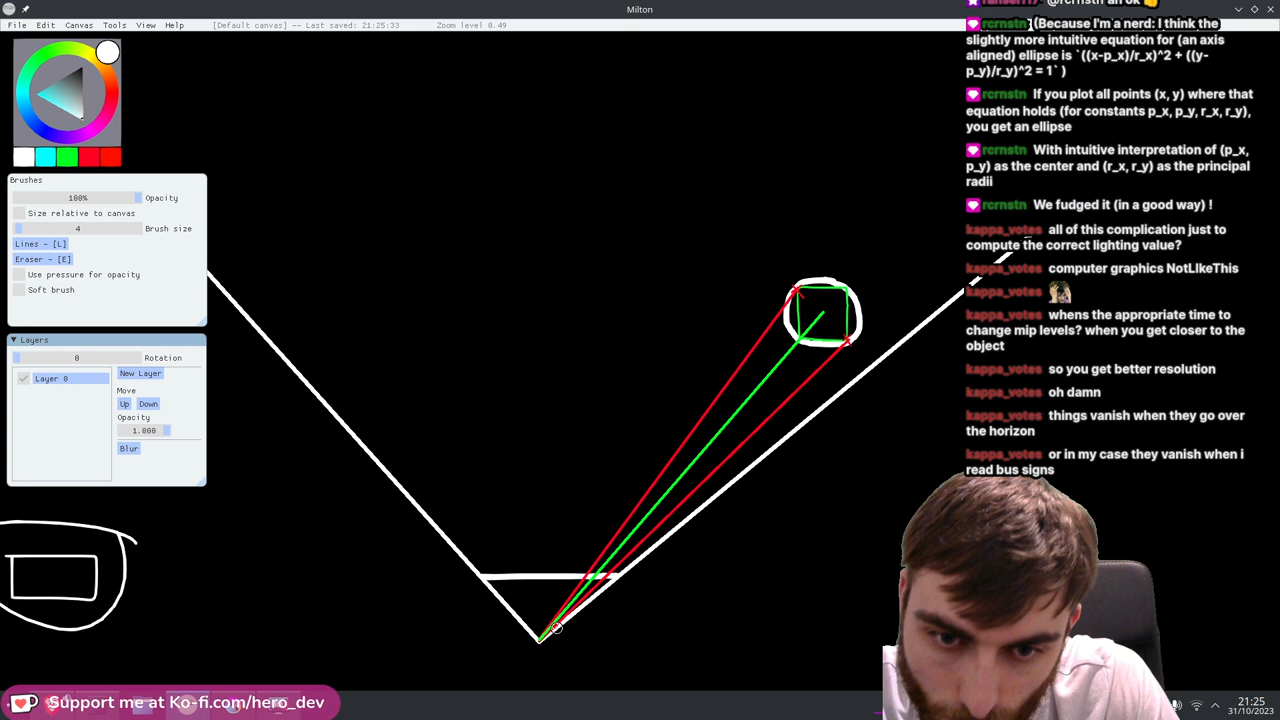 Milton
File Edit Canvas Tools View Help [Default canvas] -- Last saved: 21:25:33 Zoom level 8.49
Brushes
100% Opacity
Size relative to canvas
4 Brush size
Lines - [L]
Eraser - [E]
Use pressure for opacity
Soft brush
▼ Layers
0 Rotation
Layer 0
New Layer
Move
Up Down
Opacity
1.000
Blur
rcrnstn (Because I'm a nerd: I think the
slightly more intuitive equation for (an axis
aligned) ellipse is `((x-p_x)/r_x)^2 + ((y-
p_y)/r_y)^2 = 1` )
rcrnstn If you plot all points (x, y) where that
equation holds (for constants p_x, p_y, r_x, r_y),
you get an ellipse
rcrnstn With intuitive interpretation of (p_x,
p_y) as the center and (r_x, r_y) as the principal
radii
rcrnstn We fudged it (in a good way) !
kappa_votes all of this complication just to
compute the correct lighting value?
kappa_votes computer graphics NotLIkeThis
kappa_votes
kappa_votes whens the appropriate time to
change mip levels? when you get closer to the
object
kappa_votes so you get better resolution
kappa_votes oh damn
kappa_votes things vanish when they go over
the horizon
kappa_votes or in my case they vanish when i
read bus signs
Support me at Ko-fi.com/hero_dev
21:25
31/10/2023